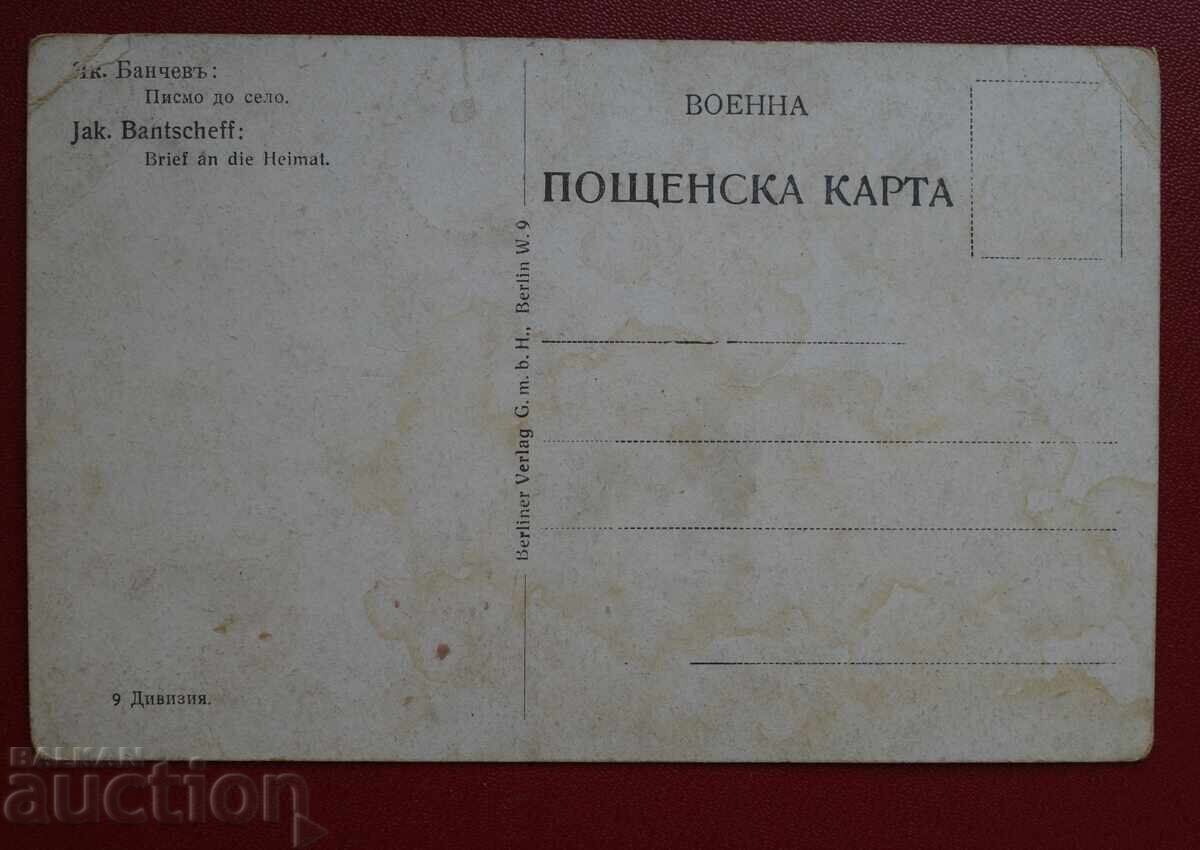 Як. Банчевъ:
Писмо до село.
Jak. Bantscheff:
Brief an die Heimat.
9 Дивизия.
Berliner Verlag G. m. b. H., Berlin W. 9
ВОЕННА
ПОЩЕНСКА КАРТА
BALKAN
auction